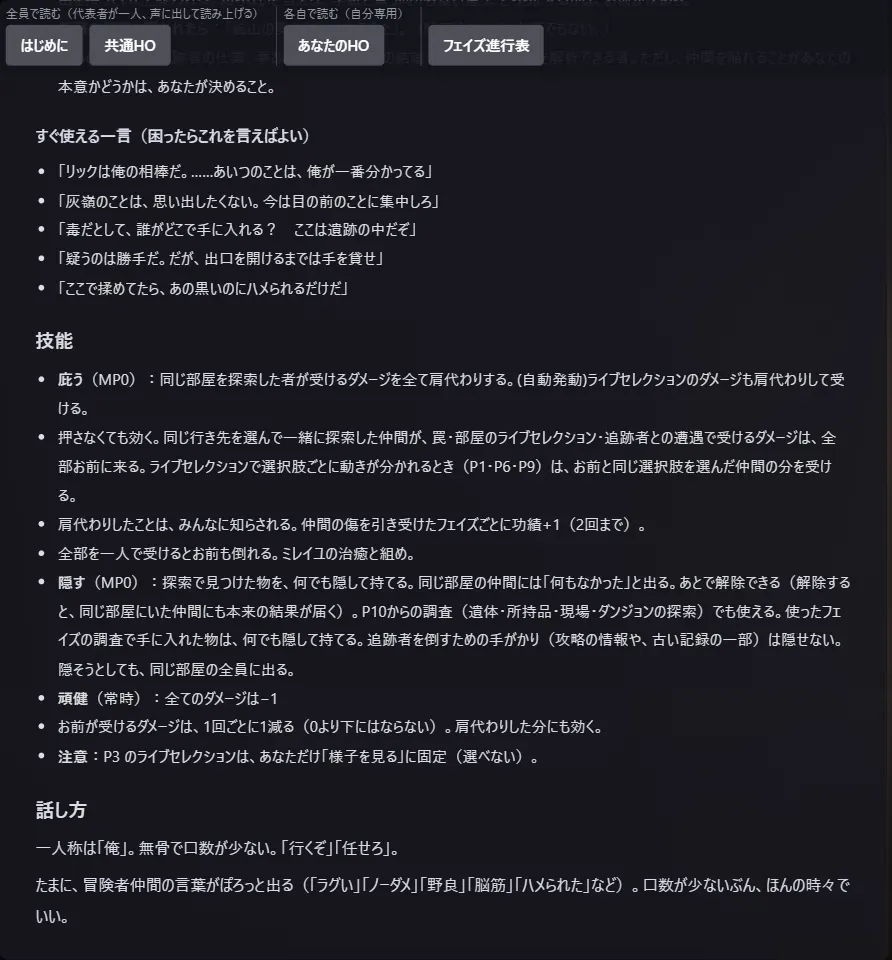 全員で読む（代表者が一人、声に出して読み上げる）
各自で読む（自分専用）
はじめに
共通HO
あなたのHO
フェイズ進行表
本意かどうかは、あなたが決めること。
すぐ使える一言（困ったらこれを言えばよい）
• 「リックは俺の相棒だ。……あいつのことは、俺が一番分かってる」
• 「灰嶺のことは、思い出したくない。今は目の前のことに集中しろ」
• 「毒だとして、誰がどこで手に入れる？　ここは遺跡の中だぞ」
• 「疑うのは勝手だ。だが、出口を開けるまでは手を貸せ」
• 「ここで揉めてたら、あの黒いのにハメられるだけだ」
技能
• 庇う（MP0）：同じ部屋を探索した者が受けるダメージを全て肩代わりする。(自動発動)ライブセレクションのダメージも肩代わりして受
ける。
• 押さなくても効く。同じ行き先を選んで一緒に探索した仲間が、罠・部屋のライブセレクション・追跡者との遭遇で受けるダメージは、全
部お前に来る。ライブセレクションで選択肢ごとに動きが分かれるとき（P1・P6・P9）は、お前と同じ選択肢を選んだ仲間の分を受け
る。
• 肩代わりしたことは、みんなに知らされる。仲間の傷を引き受けたフェイズごとに功績+1（2回まで）。
• 全部を一人で受けるとお前も倒れる。ミレイユの治癒と組め。
• 隠す（MP0）：探索で見つけた物を、何でも隠して持てる。同じ部屋の仲間には「何もなかった」と出る。あとで解除できる（解除する
と、同じ部屋にいた仲間にも本来の結果が届く）。P10からの調査（遺体・所持品・現場・ダンジョンの探索）でも使える。使ったフェ
イズの調査で手に入れた物は、何でも隠して持てる。追跡者を倒すための手がかり（攻略の情報や、古い記録の一部）は隠せない。
隠そうとしても、同じ部屋の全員に出る。
• 頑健（常時）：全てのダメージは−1
• お前が受けるダメージは、1回ごとに1減る（0より下にはならない）。肩代わりした分にも効く。
• 注意：P3 のライブセレクションは、あなただけ「様子を見る」に固定（選べない）。
話し方
一人称は「俺」。無骨で口数が少ない。「行くぞ」「任せろ」。
たまに、冒険者仲間の言葉がぽろっと出る（「ラグい」「ノーダメ」「野良」「脳筋」「ハメられた」など）。口数が少ないぶん、ほんの時々で
いい。